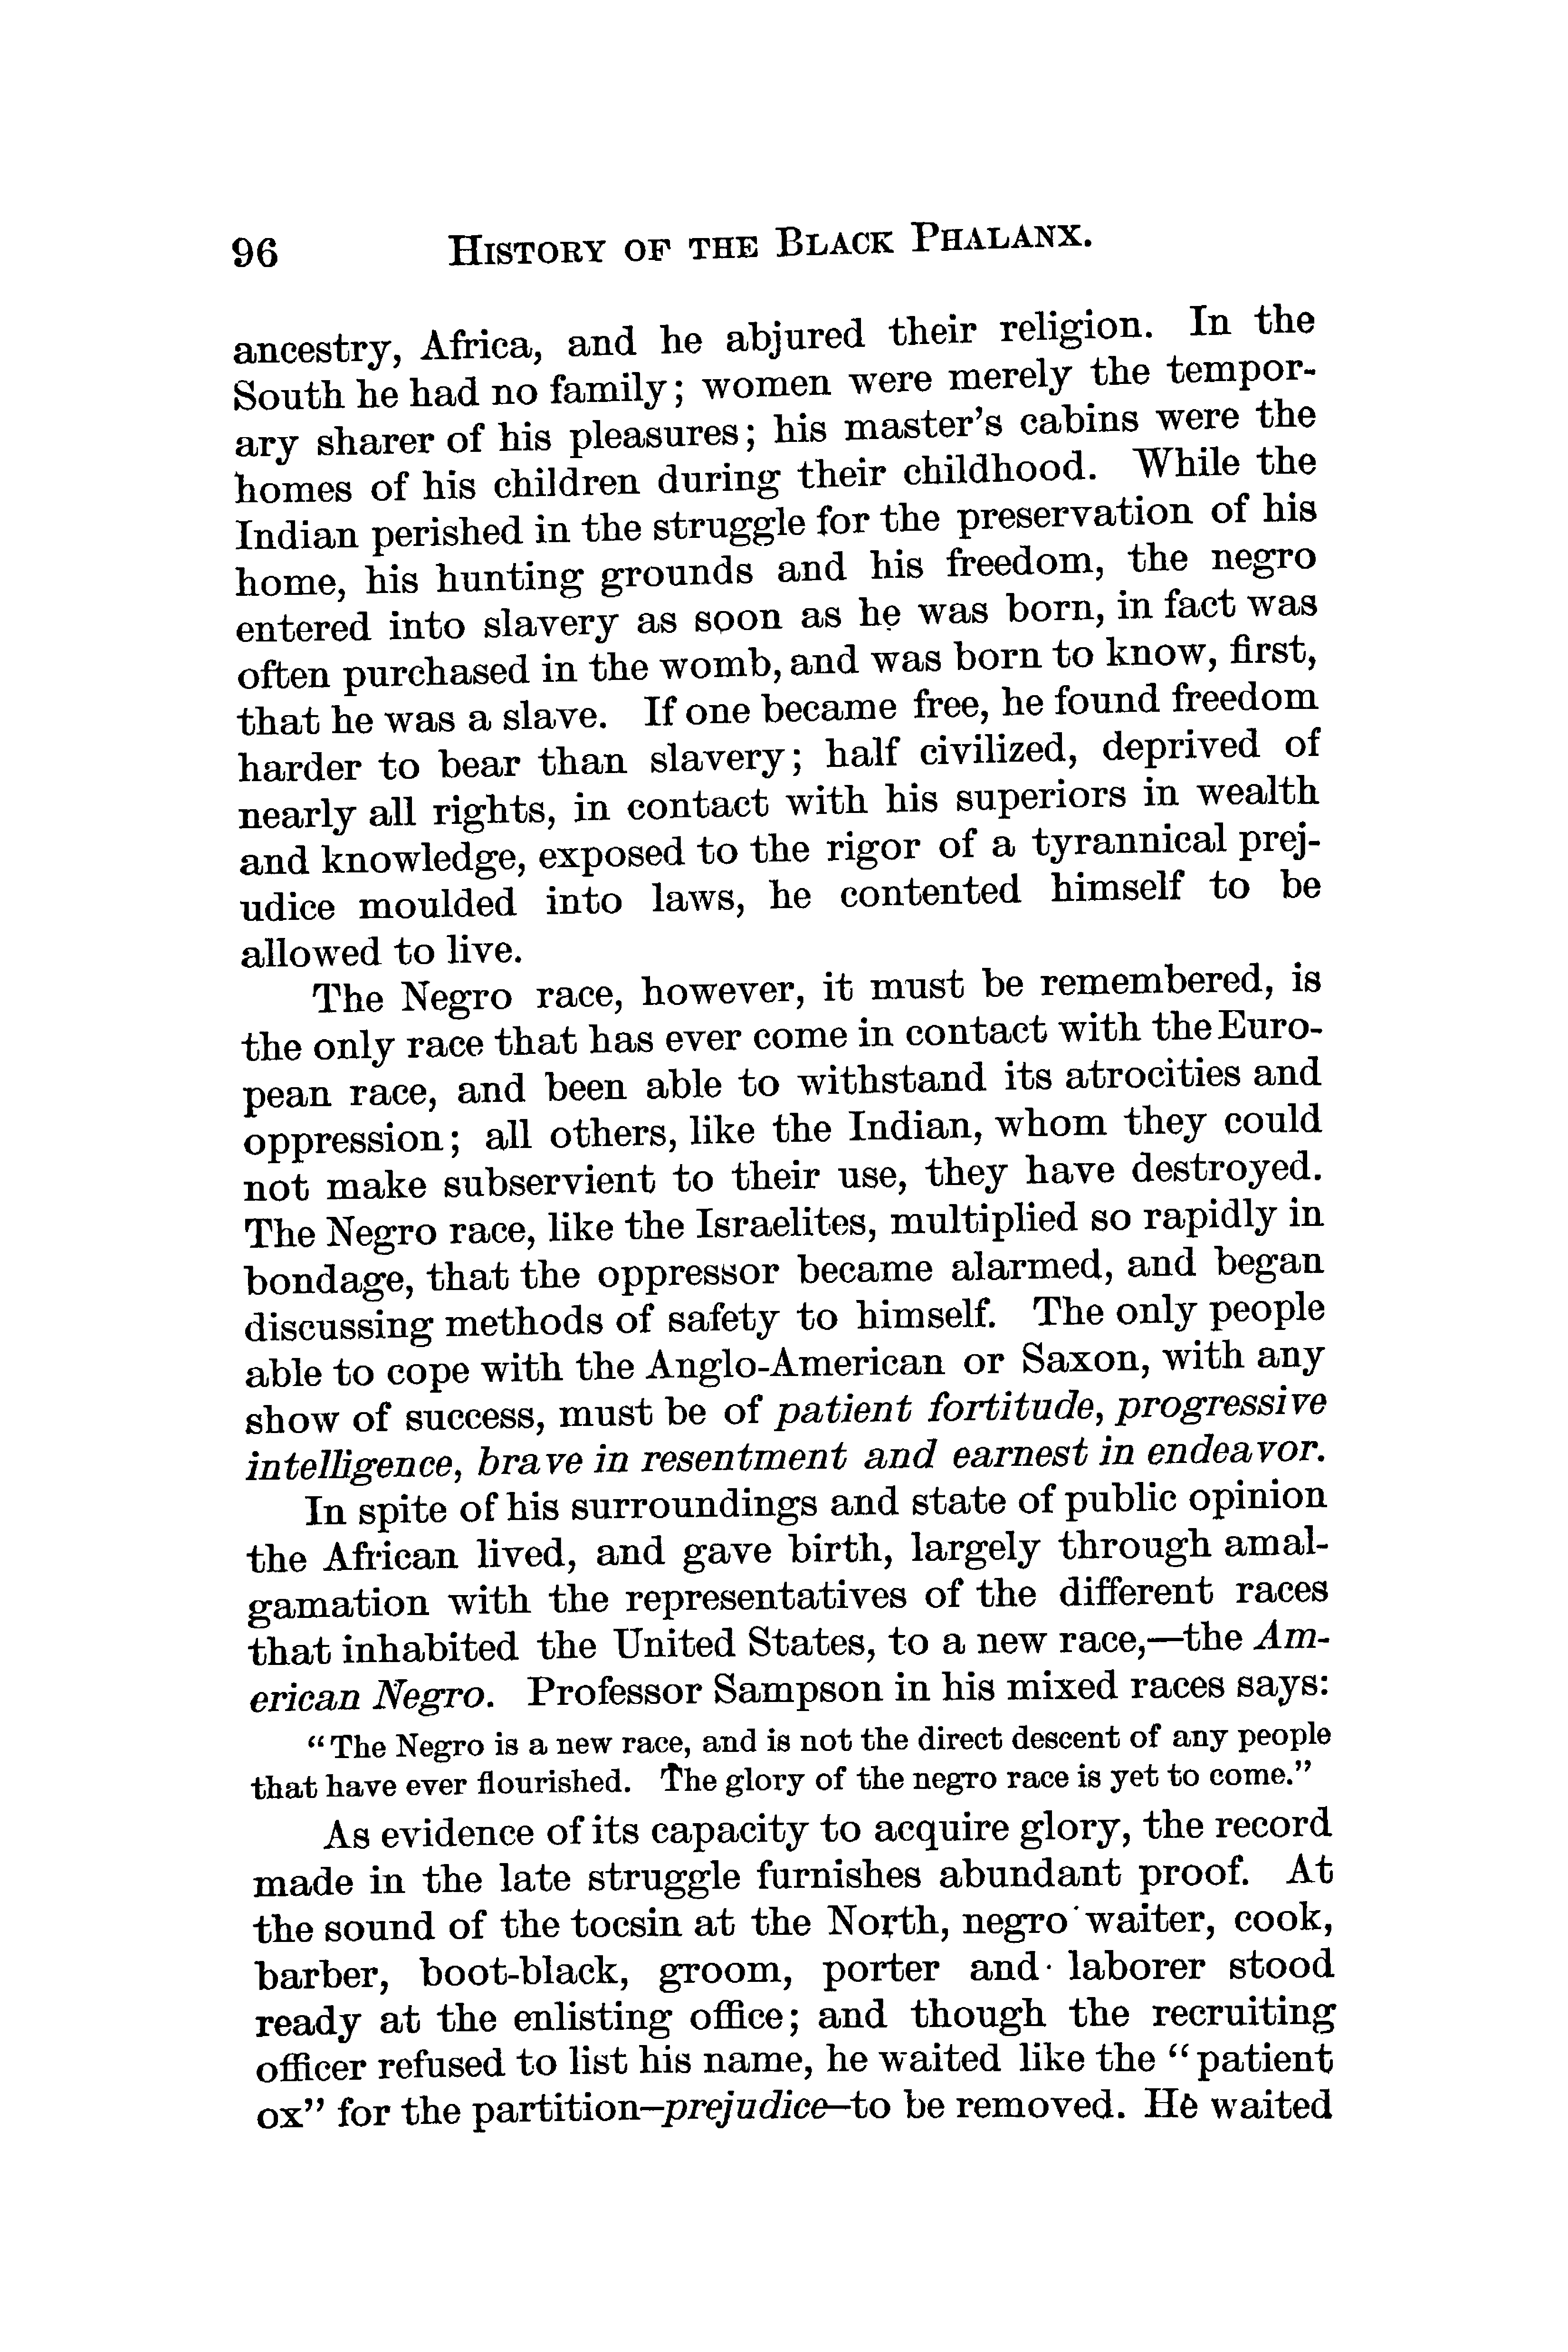 96 HISTORY OF THE BLACK PHALANX.
ancestry, Africa, and he abjured their religion. In the
South he had no family; women were merely the tempor-
ary sharer of his pleasures; his master's cabins were the
homes of his children during their childhood. While the
Indian perished in the struggle for the preservation of his
home, his hunting grounds and his freedom, the negro
entered into slavery as soon as he was born, in fact was
often purchased in the womb, and was born to know, first,
that he was a slave. If one became free, he found freedom
harder to bear than slavery; half civilized, deprived of
nearly all rights, in contact with his superiors in wealth
and knowledge, exposed to the rigor of a tyrannical prej-
udice moulded into laws, he contented himself to be
allowed to live.
The Negro race, however, it must be remembered, is
the only race that has ever come in contact with the Euro-
pean race, and been able to withstand its atrocities and
oppression; all others, like the Indian, whom they could
not make subservient to their use, they have destroyed.
The Negro race, like the Israelites, multiplied so rapidly in
bondage, that the oppressor became alarmed, and began
discussing methods of safety to himself. The only people
able to cope with the Anglo-American or Saxon, with any
show of success, must be of patient fortitude, progressive
intelligence, brave in resentment and earnest in endeavor.
In spite of his surroundings and state of public opinion
the African lived, and gave birth, largely through amal-
gamation with the representatives of the different races
that inhabited the United States, to a new race,—the Am-
erican Negro. Professor Sampson in his mixed races says:
"The Negro is a new race, and is not the direct descent of any people
that have ever flourished. The glory of the negro race is yet to come."
As evidence of its capacity to acquire glory, the record
made in the late struggle furnishes abundant proof. At
the sound of the tocsin at the North, negro waiter, cook,
barber, boot-black, groom, porter and laborer stood
ready at the enlisting office; and though the recruiting
officer refused to list his name, he waited like the "patient
ox" for the partition—prejudice—to be removed. He waited